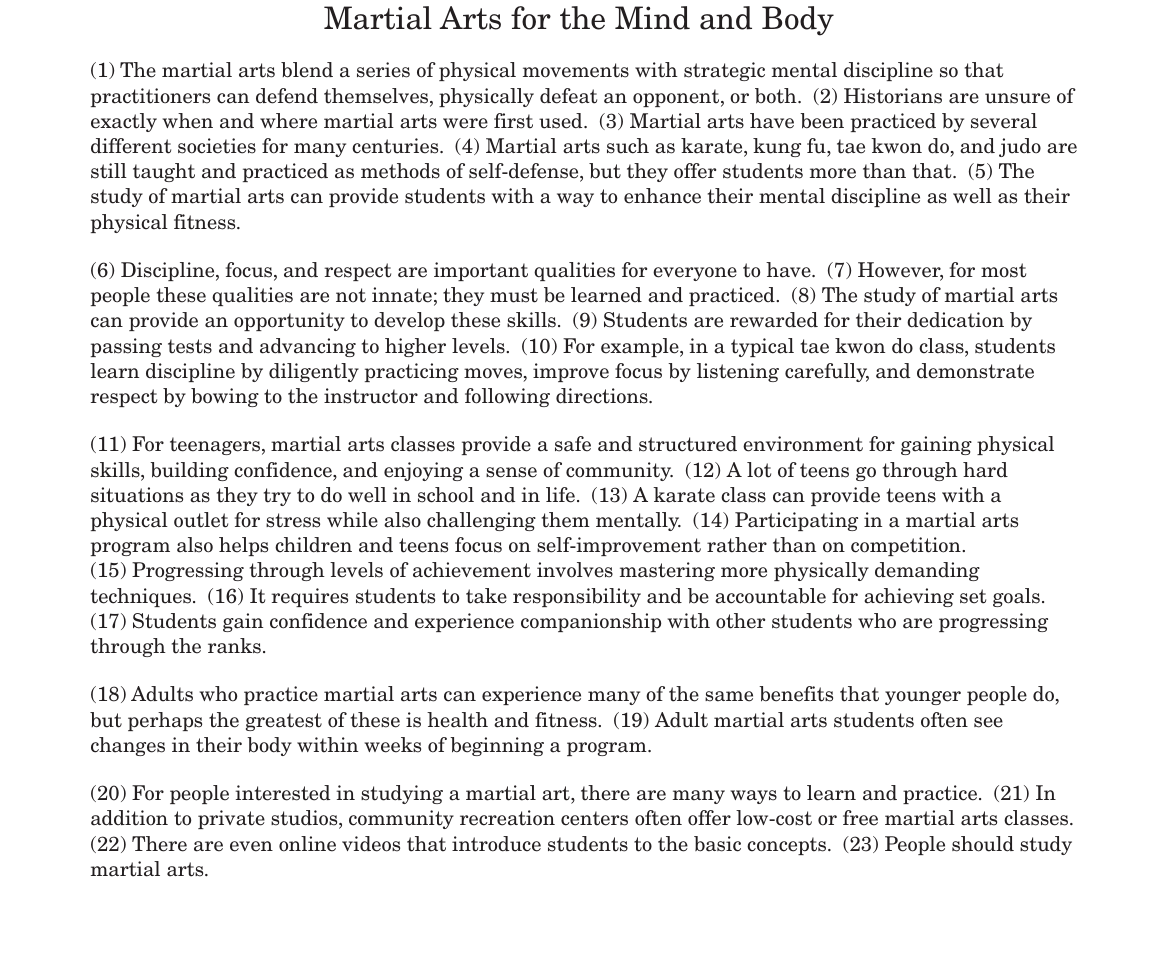 Martial Arts for the Mind and Body
(1) The martial arts blend a series of physical movements with strategic mental discipline so that
practitioners can defend themselves, physically defeat an opponent, or both.  (2) Historians are unsure of
exactly when and where martial arts were first used.  (3) Martial arts have been practiced by several
different societies for many centuries.  (4) Martial arts such as karate, kung fu, tae kwon do, and judo are
still taught and practiced as methods of self-defense, but they offer students more than that.  (5) The
study of martial arts can provide students with a way to enhance their mental discipline as well as their
physical fitness.
(6) Discipline, focus, and respect are important qualities for everyone to have.  (7) However, for most
people these qualities are not innate; they must be learned and practiced.  (8) The study of martial arts
can provide an opportunity to develop these skills.  (9) Students are rewarded for their dedication by
passing tests and advancing to higher levels.  (10) For example, in a typical tae kwon do class, students
learn discipline by diligently practicing moves, improve focus by listening carefully, and demonstrate
respect by bowing to the instructor and following directions.
(11) For teenagers, martial arts classes provide a safe and structured environment for gaining physical
skills, building confidence, and enjoying a sense of community.  (12) A lot of teens go through hard
situations as they try to do well in school and in life.  (13) A karate class can provide teens with a
physical outlet for stress while also challenging them mentally.  (14) Participating in a martial arts
program also helps children and teens focus on self-improvement rather than on competition.
(15) Progressing through levels of achievement involves mastering more physically demanding
techniques.  (16) It requires students to take responsibility and be accountable for achieving set goals.
(17) Students gain confidence and experience companionship with other students who are progressing
through the ranks.
(18) Adults who practice martial arts can experience many of the same benefits that younger people do,
but perhaps the greatest of these is health and fitness.  (19) Adult martial arts students often see
changes in their body within weeks of beginning a program.
(20) For people interested in studying a martial art, there are many ways to learn and practice.  (21) In
addition to private studios, community recreation centers often offer low-cost or free martial arts classes.
(22) There are even online videos that introduce students to the basic concepts.  (23) People should study
martial arts.